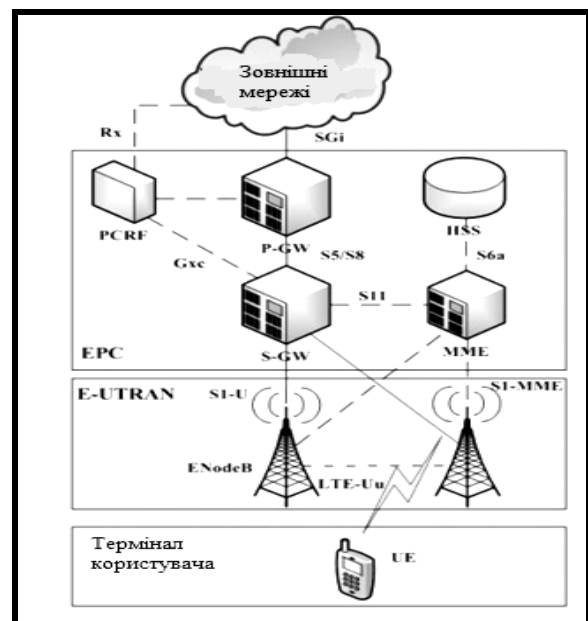 Зовнішні
мережі
Rx
SGi
PCRF
P-GW
HSS
Gxc
S5/S8
S6a
S11
S-GW
MME
EPC
E-UTRAN
S1-U
S1-MME
ENodeB
LTE-Uu
Термінал
користувача
UE